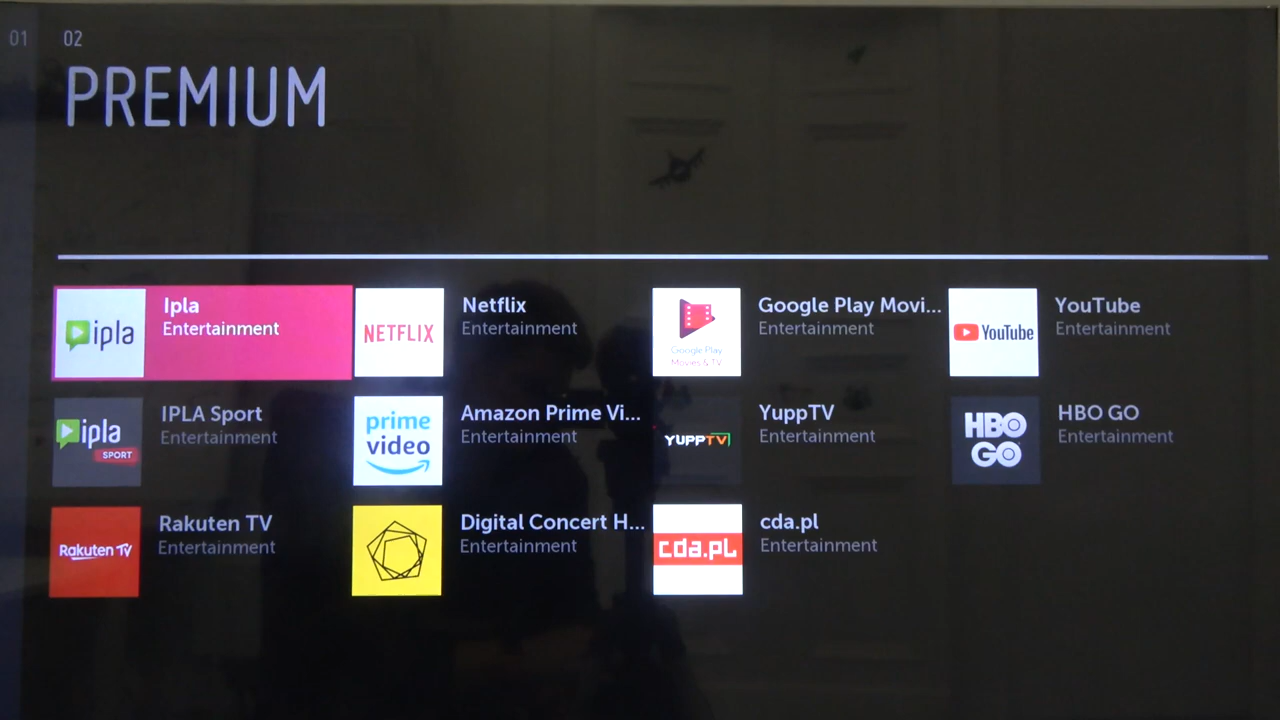 01 02
PREMIUM
ipla
Ipla
Entertainment
NETFLIX
Netflix
Entertainment
Google Play
Movies & TV
Google Play Movi...
Entertainment
YouTube
YouTube
Entertainment
ipla
SPORT
IPLA Sport
Entertainment
prime
video
Amazon Prime Vi...
Entertainment
YUPPTV
YuppTV
Entertainment
HBO
GO
HBO GO
Entertainment
Rakuten TV
Rakuten TV
Entertainment
Digital Concert H...
Entertainment
cda.pl
cda.pl
Entertainment